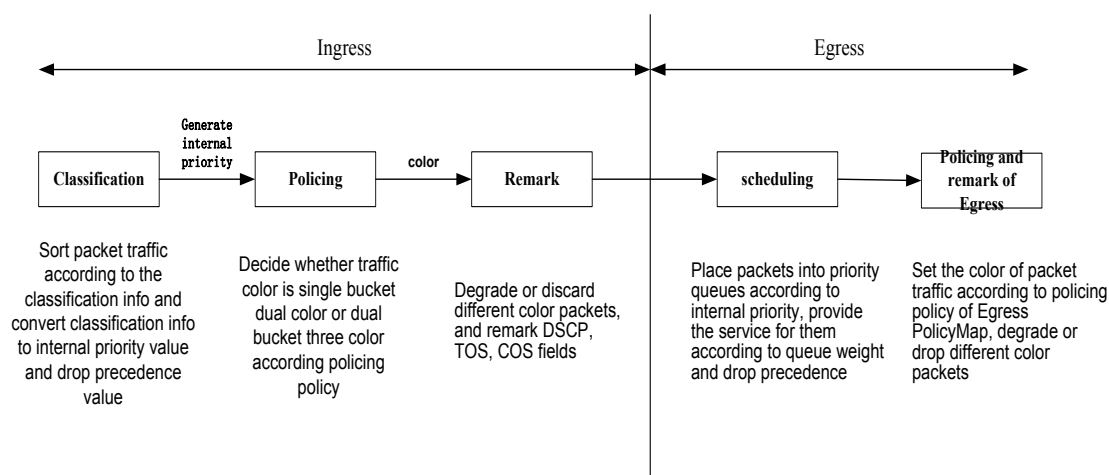 Ingress
Egress
Generate
internal
priority
color
Classification
Policing
Remark
scheduling
Policing and
remark of
Egress
Sort packet traffic
according to the
classification info and
convert classification info
to internal priority value
and drop precedence
value
Decide whether traffic
color is single bucket
dual color or dual
bucket three color
according policing
policy
Degrade or discard
different color packets,
and remark DSCP,
TOS, COS fields
Place packets into priority
queues according to
internal priority, provide
the service for them
according to queue weight
and drop precedence
Set the color of packet
traffic according to policing
policy of Egress
PolicyMap, degrade or
drop different color
packets